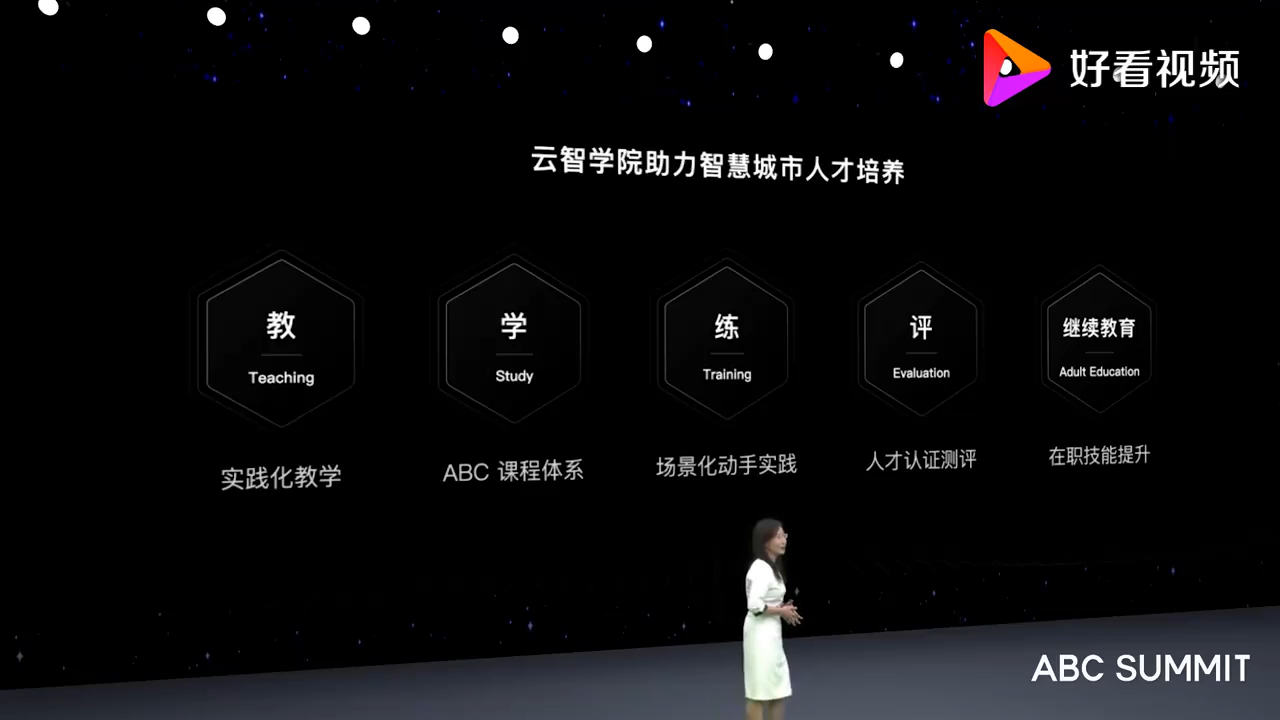 好看视频
云智学院助力智慧城市人才培养
教
Teaching
实践化教学
学
Study
ABC 课程体系
练
Training
场景化动手实践
评
Evaluation
人才认证测评
继续教育
Adult Education
在职技能提升
ABC SUMMIT